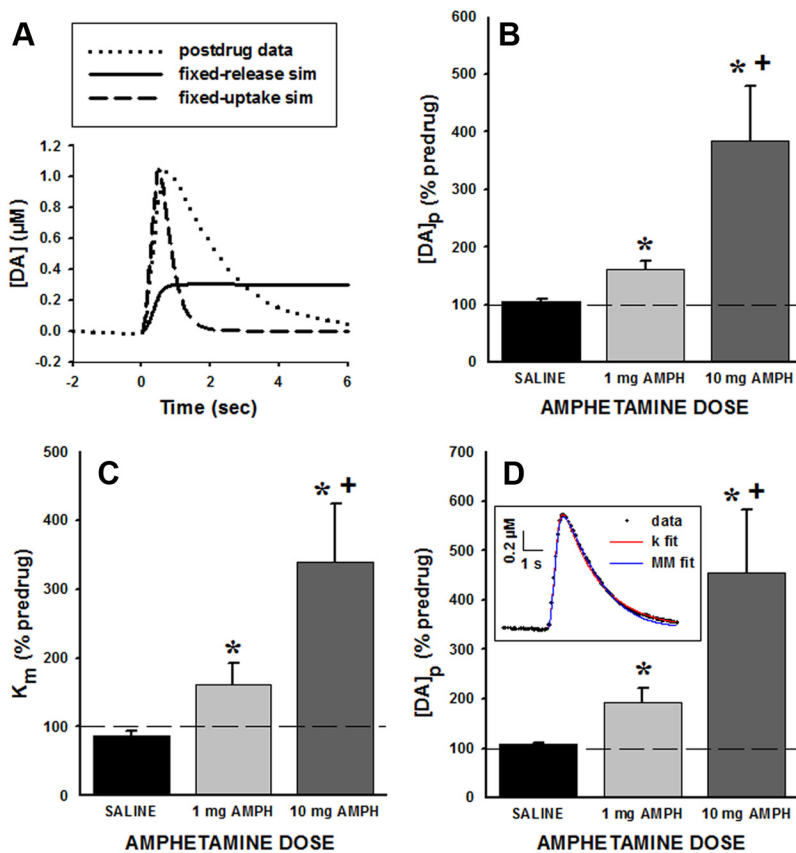 A
postdrug data
fixed-release sim
fixed-uptake sim
[DA] (µM)
1.2
1.0
0.8
0.6
0.4
0.2
0.0
-0.2
-2
0
2
4
6
Time (sec)
B
[DA]p (% predrug)
600
500
400
300
200
100
0
*
* +
SALINE
1 mg AMPH
10 mg AMPH
AMPHETAMINE DOSE
C
Km (% predrug)
500
400
300
200
100
0
*
* +
SALINE
1 mg AMPH
10 mg AMPH
AMPHETAMINE DOSE
D
[DA]p (% predrug)
700
600
500
400
300
200
100
0
0.2 µM
1 s
data
k fit
MM fit
*
* +
SALINE
1 mg AMPH
10 mg AMPH
AMPHETAMINE DOSE